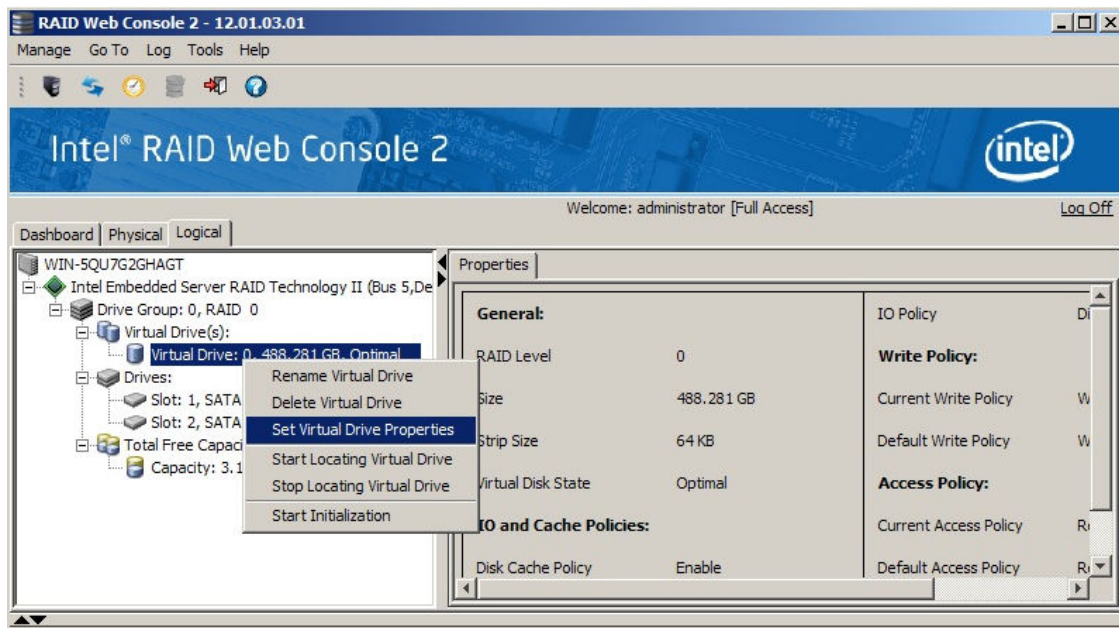 RAID Web Console 2 - 12.01.03.01
Manage Go To Log Tools Help
Intel® RAID Web Console 2
intel
Welcome: administrator [Full Access]
Log Off
Dashboard Physical Logical
WIN-5QU7G2GHAGT
Intel Embedded Server RAID Technology II (Bus 5,De
Drive Group: 0, RAID 0
Virtual Drive(s):
Virtual Drive: 0, 488.281 GB, Optimal
Drives:
Slot: 1, SATA
Slot: 2, SATA
Total Free Capaci
Capacity: 3.1
Rename Virtual Drive
Delete Virtual Drive
Set Virtual Drive Properties
Start Locating Virtual Drive
Stop Locating Virtual Drive
Start Initialization
Properties
General:
RAID Level 0
Size 488.281 GB
Strip Size 64 KB
Virtual Disk State Optimal
IO and Cache Policies:
Disk Cache Policy Enable
IO Policy Di
Write Policy:
Current Write Policy W
Default Write Policy W
Access Policy:
Current Access Policy R
Default Access Policy R